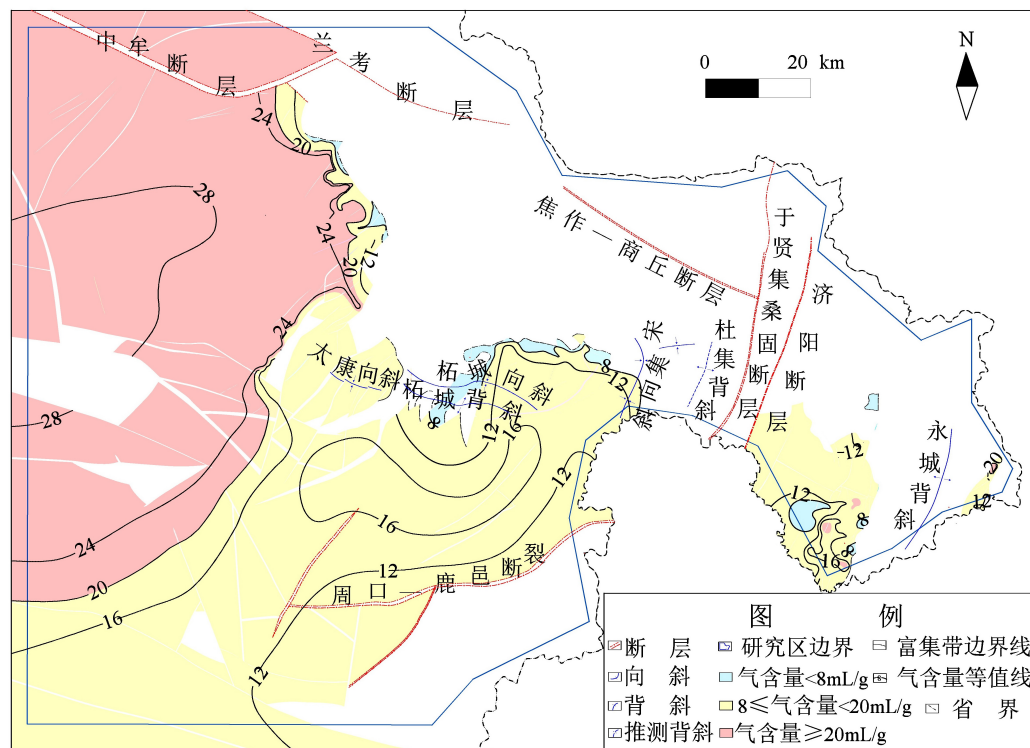 中牟断层
兰考断层
0 20 km
N
24
20
28
24
12
20
24
28
24
20
16
12
焦作—商丘断层
于贤集桑固断层
济阳断层
太康向斜
柘城向斜
柘城背斜
宋集向斜
杜集背斜
永城背斜
8
12
8
12
16
12
16
12
周口—鹿邑断裂
12
12
8
8
16
20
12
图 例
断 层
研究区边界
富集带边界线
向 斜
气含量<8mL/g
气含量等值线
背 斜
8≤气含量<20mL/g
省 界
推测背斜
气含量≥20mL/g